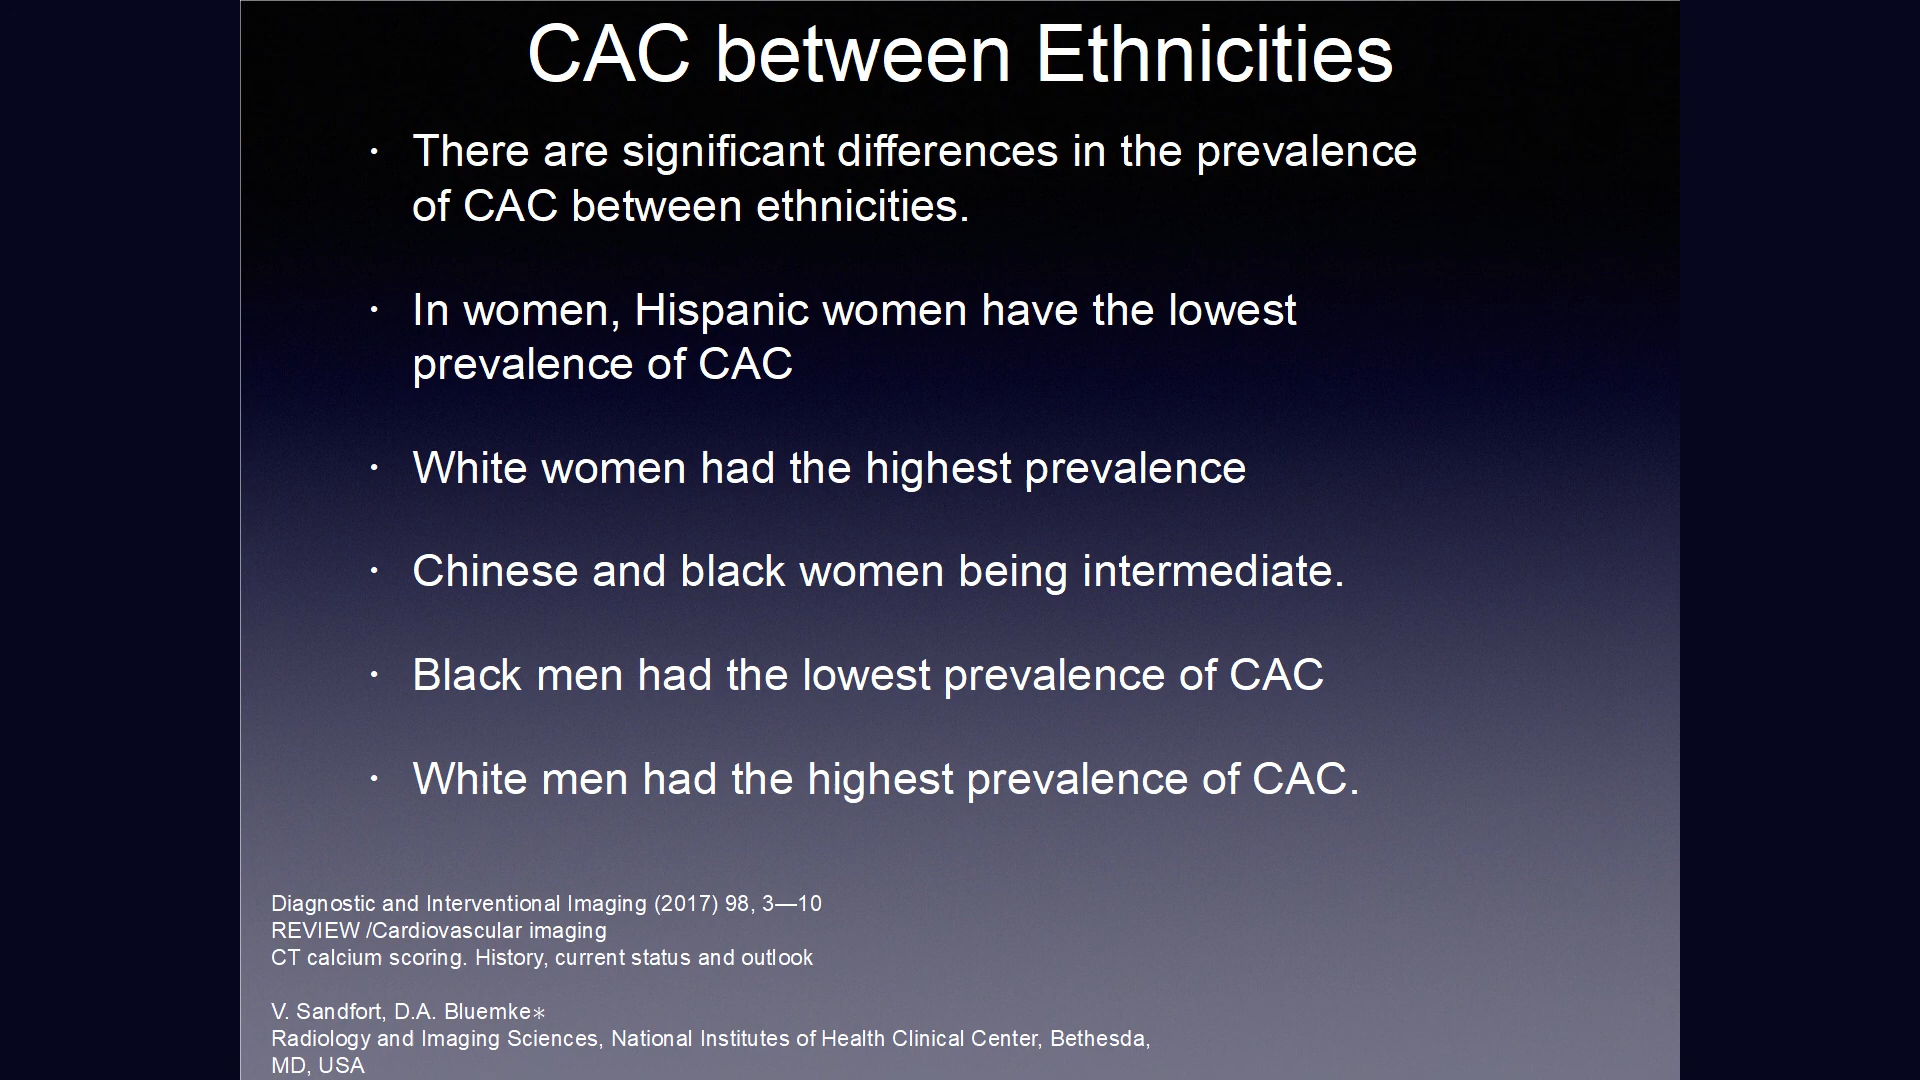 CAC between Ethnicities
· There are significant differences in the prevalence
of CAC between ethnicities.
· In women, Hispanic women have the lowest
prevalence of CAC
· White women had the highest prevalence
· Chinese and black women being intermediate.
· Black men had the lowest prevalence of CAC
· White men had the highest prevalence of CAC.
Diagnostic and Interventional Imaging (2017) 98, 3—10
REVIEW /Cardiovascular imaging
CT calcium scoring. History, current status and outlook
V. Sandfort, D.A. Bluemke∗
Radiology and Imaging Sciences, National Institutes of Health Clinical Center, Bethesda,
MD, USA